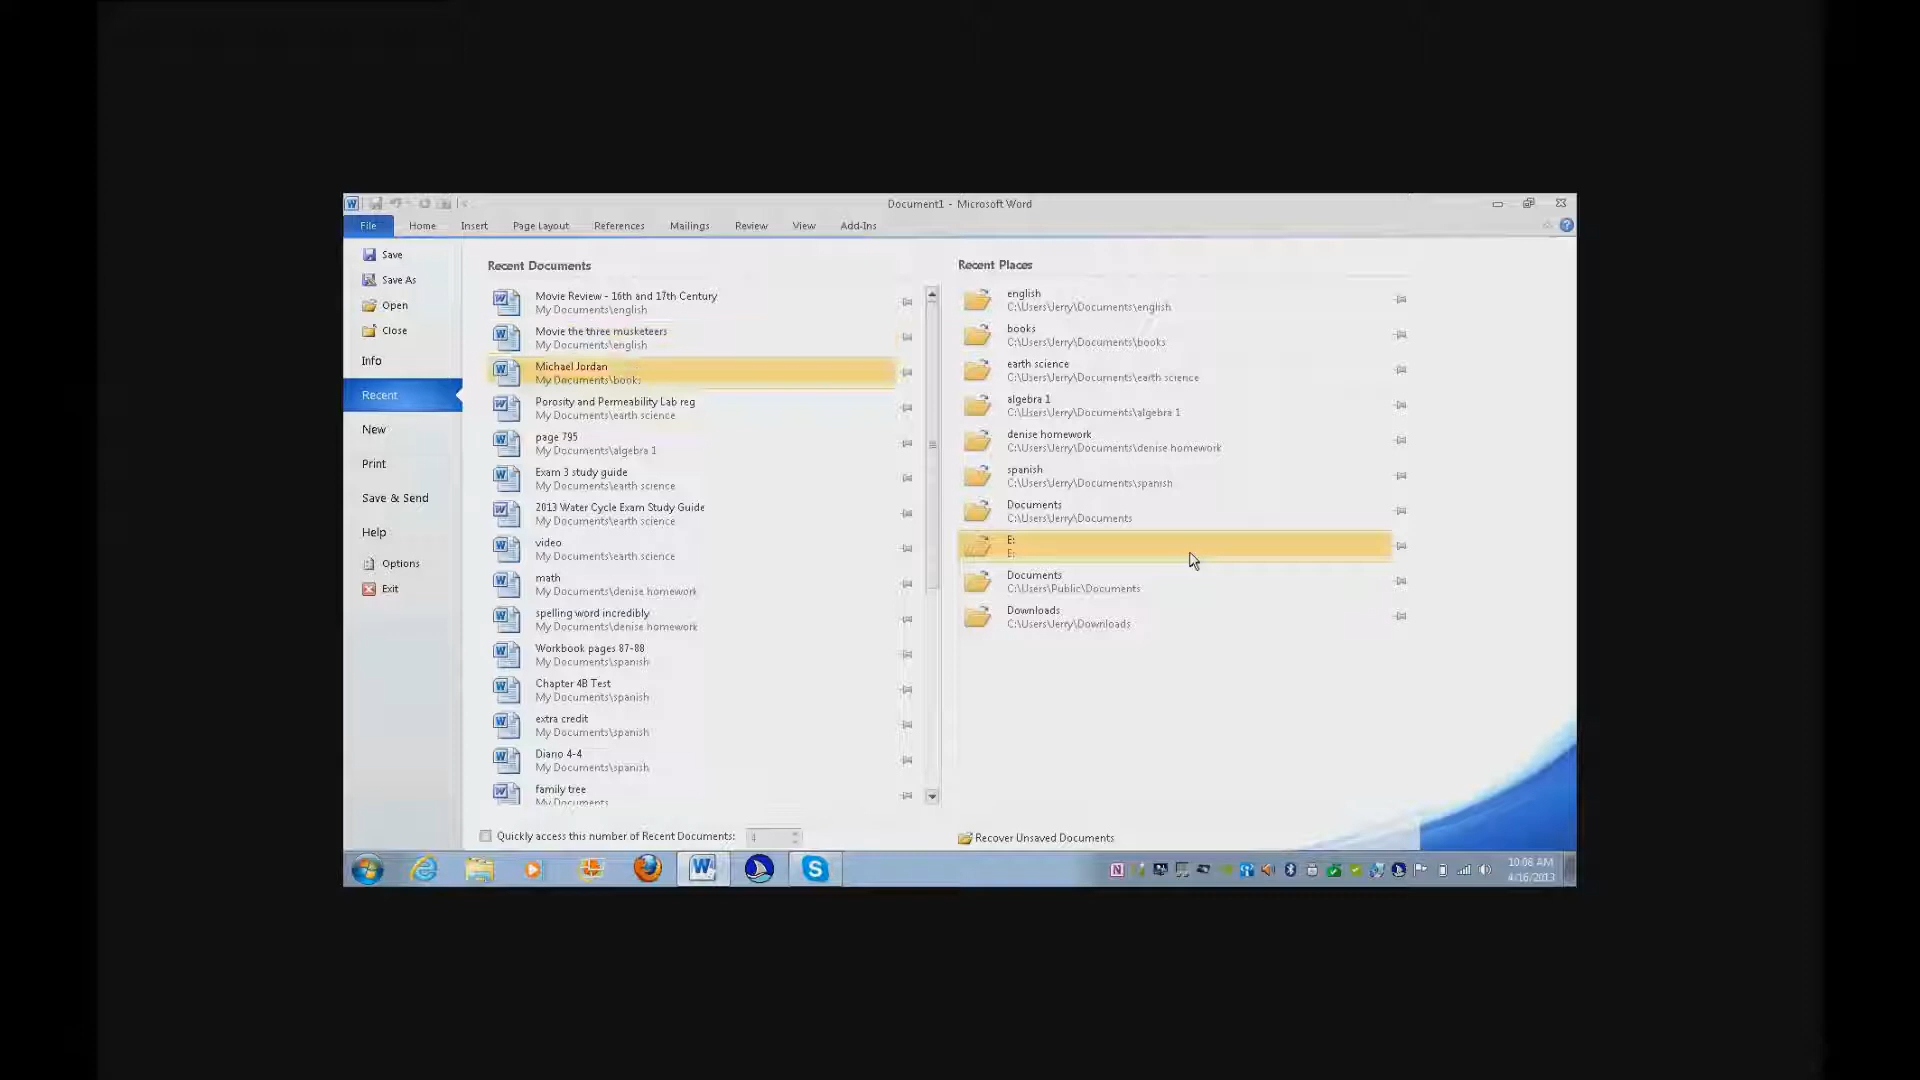 Document1 - Microsoft Word
File Home Insert Page Layout References Mailings Review View Add-Ins
Save
Save As
Open
Close
Info
Recent
New
Print
Save & Send
Help
Options
Exit
Recent Documents
Movie Review - 16th and 17th Century
My Documents\english
Movie the three musketeers
My Documents\english
Michael Jordan
My Documents\books
Porosity and Permeability Lab reg
My Documents\earth science
page 795
My Documents\algebra 1
Exam 3 study guide
My Documents\earth science
2013 Water Cycle Exam Study Guide
My Documents\earth science
video
My Documents\earth science
math
My Documents\denise homework
spelling word incredibly
My Documents\denise homework
Workbook pages 87-88
My Documents\spanish
Chapter 4B Test
My Documents\spanish
extra credit
My Documents\spanish
Diario 4-4
My Documents\spanish
family tree
My Documents
Quickly access this number of Recent Documents: 4
Recent Places
english
C:\Users\Jerry\Documents\english
books
C:\Users\Jerry\Documents\books
earth science
C:\Users\Jerry\Documents\earth science
algebra 1
C:\Users\Jerry\Documents\algebra 1
denise homework
C:\Users\Jerry\Documents\denise homework
spanish
C:\Users\Jerry\Documents\spanish
Documents
C:\Users\Jerry\Documents
E:
E:
Documents
C:\Users\Public\Documents
Downloads
C:\Users\Jerry\Downloads
Recover Unsaved Documents
10:08 AM
4/16/2013